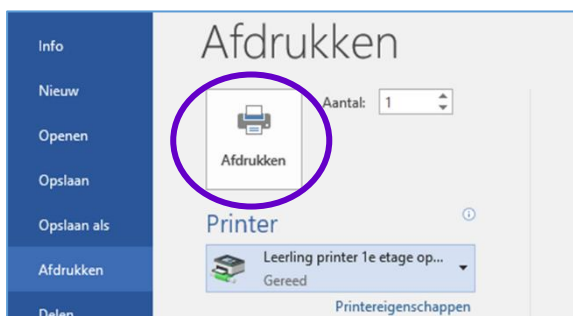 Info
Nieuw
Openen
Opslaan
Opslaan als
Afdrukken
Delen
Afdrukken
Afdrukken
Aantal: 1
Printer
Leerling printer 1e etage op...
Gereed
Printereigenschappen